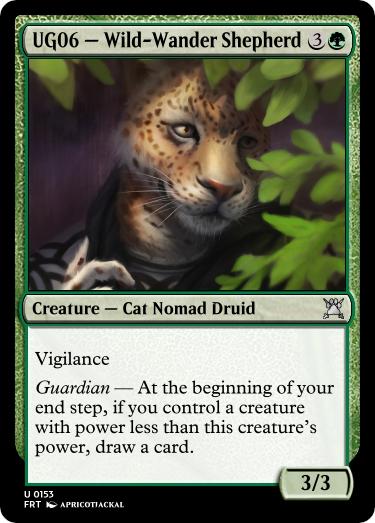 UG06 — Wild-Wander Shepherd 3
Creature — Cat Nomad Druid
Vigilance
Guardian — At the beginning of your
end step, if you control a creature
with power less than this creature's
power, draw a card.
3/3
U 0153
FRT APRICOTJACKAL